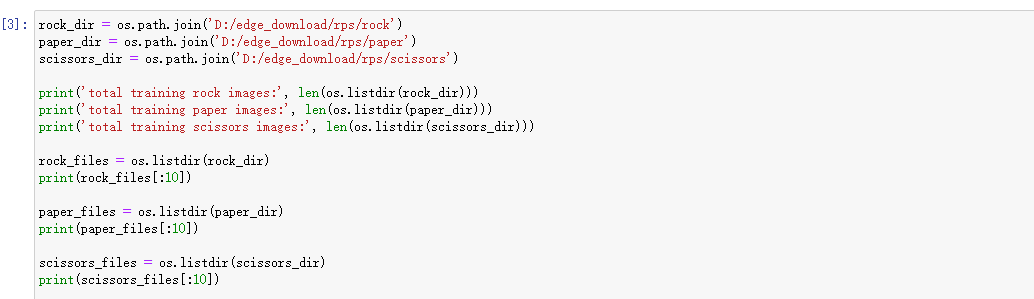 [3]: rock_dir = os.path.join('D:/edge_download/rps/rock')
paper_dir = os.path.join('D:/edge_download/rps/paper')
scissors_dir = os.path.join('D:/edge_download/rps/scissors')
print('total training rock images:', len(os.listdir(rock_dir)))
print('total training paper images:', len(os.listdir(paper_dir)))
print('total training scissors images:', len(os.listdir(scissors_dir)))
rock_files = os.listdir(rock_dir)
print(rock_files[:10])
paper_files = os.listdir(paper_dir)
print(paper_files[:10])
scissors_files = os.listdir(scissors_dir)
print(scissors_files[:10])